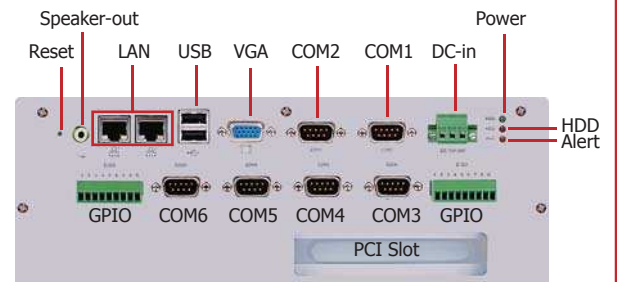 Speaker-out Power
Reset LAN USB VGA COM2 COM1 DC-in
HDD
Alert
GPIO COM6 COM5 COM4 COM3 GPIO
PCI Slot